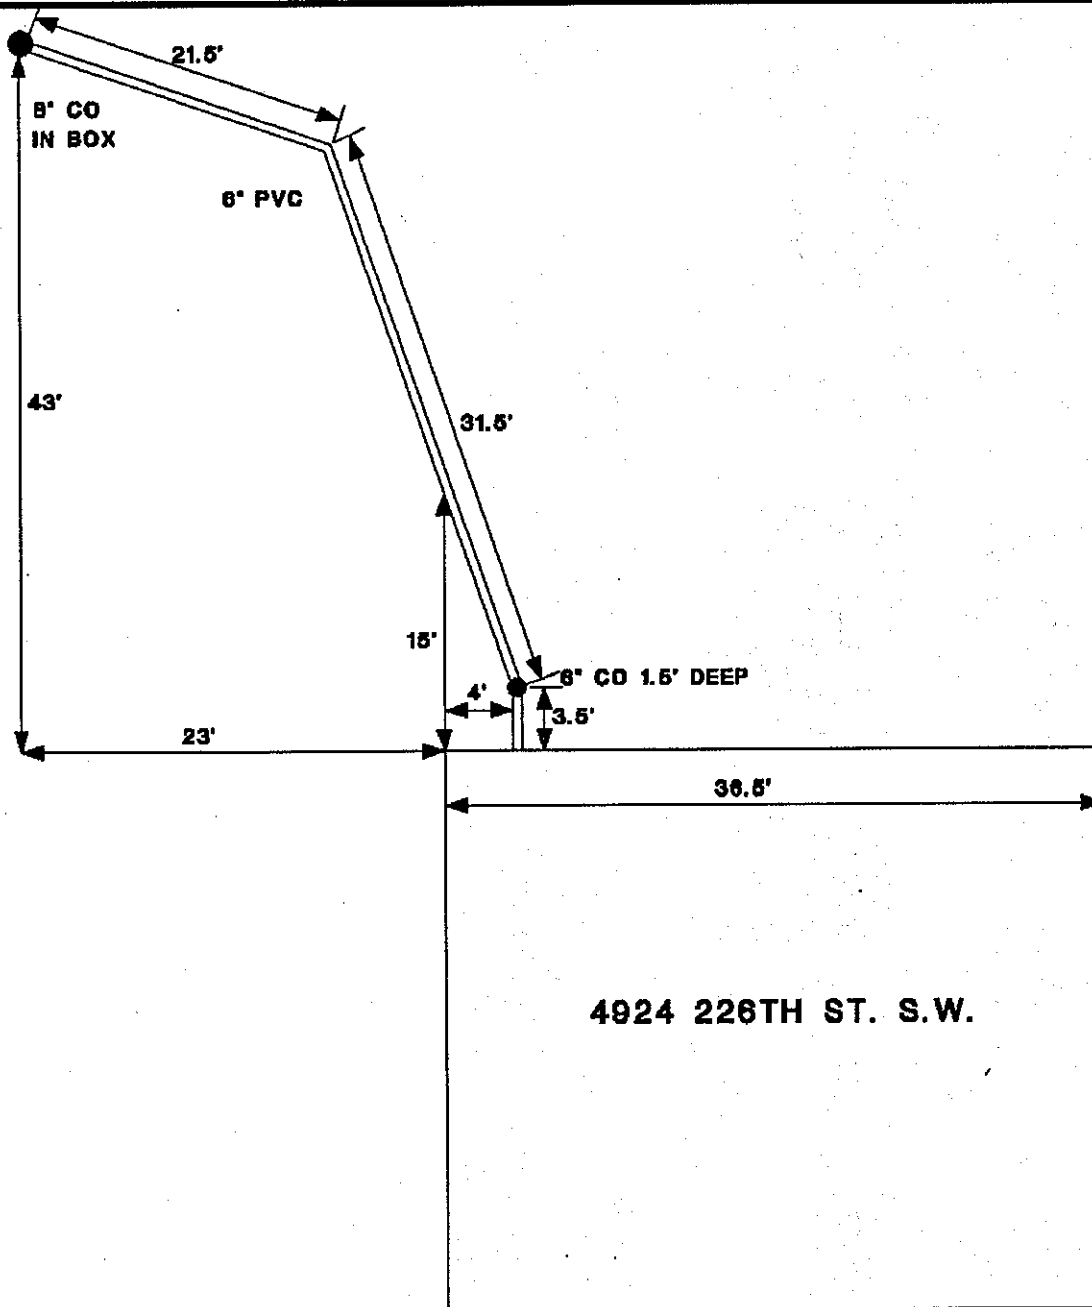 21.5'
8" CO
IN BOX
6" PVC
43'
31.5'
15'
6" CO 1.5' DEEP
4'
3.5'
23'
36.5'
4924 226TH ST. S.W.